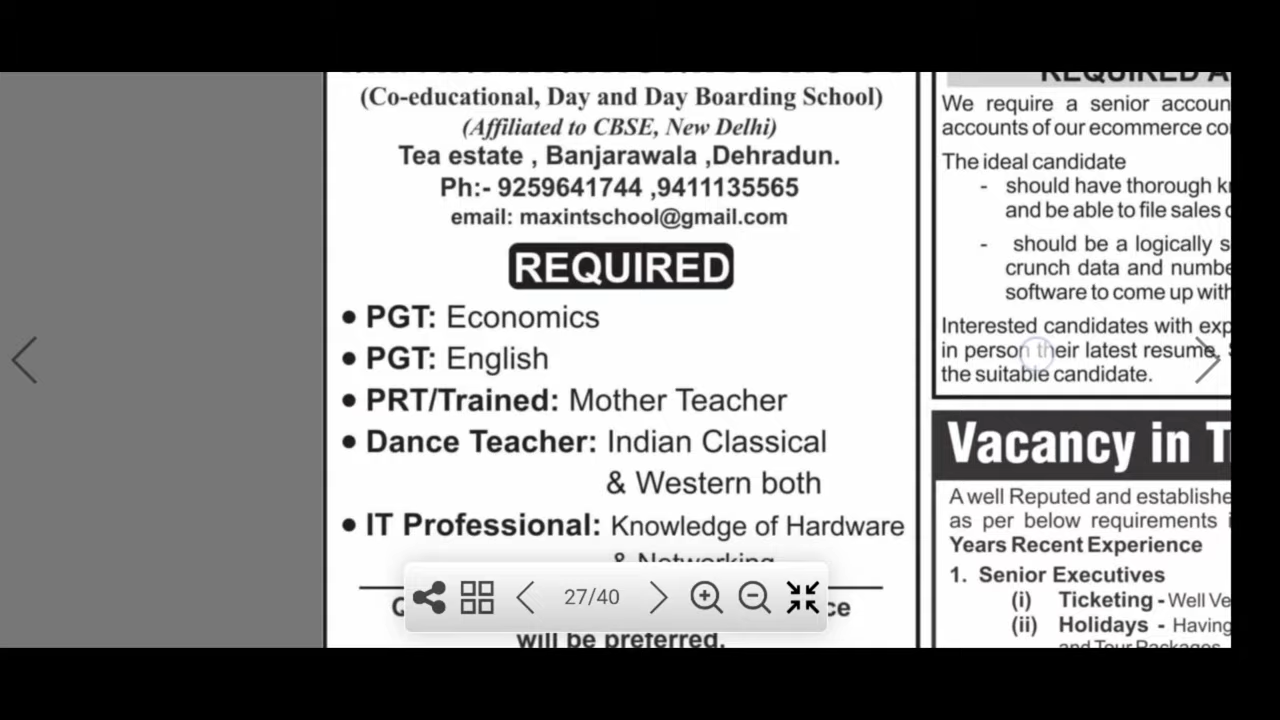 (Co-educational, Day and Day Boarding School)
(Affiliated to CBSE, New Delhi)
Tea estate , Banjarawala ,Dehradun.
Ph:- 9259641744 ,9411135565
email: maxintschool@gmail.com
REQUIRED
• PGT: Economics
• PGT: English
• PRT/Trained: Mother Teacher
• Dance Teacher: Indian Classical
& Western both
• IT Professional: Knowledge of Hardware
& Networking
will be preferred.
27/40
REQUIRED A
We require a senior accoun
accounts of our ecommerce co
The ideal candidate
- should have thorough k
and be able to file sales
- should be a logically s
crunch data and numbe
software to come up with
Interested candidates with exp
in person their latest resume.
the suitable candidate.
Vacancy in T
A well Reputed and establishe
as per below requirements
Years Recent Experience
1. Senior Executives
(i) Ticketing - Well Ve
(ii) Holidays - Having
and Tour Packages